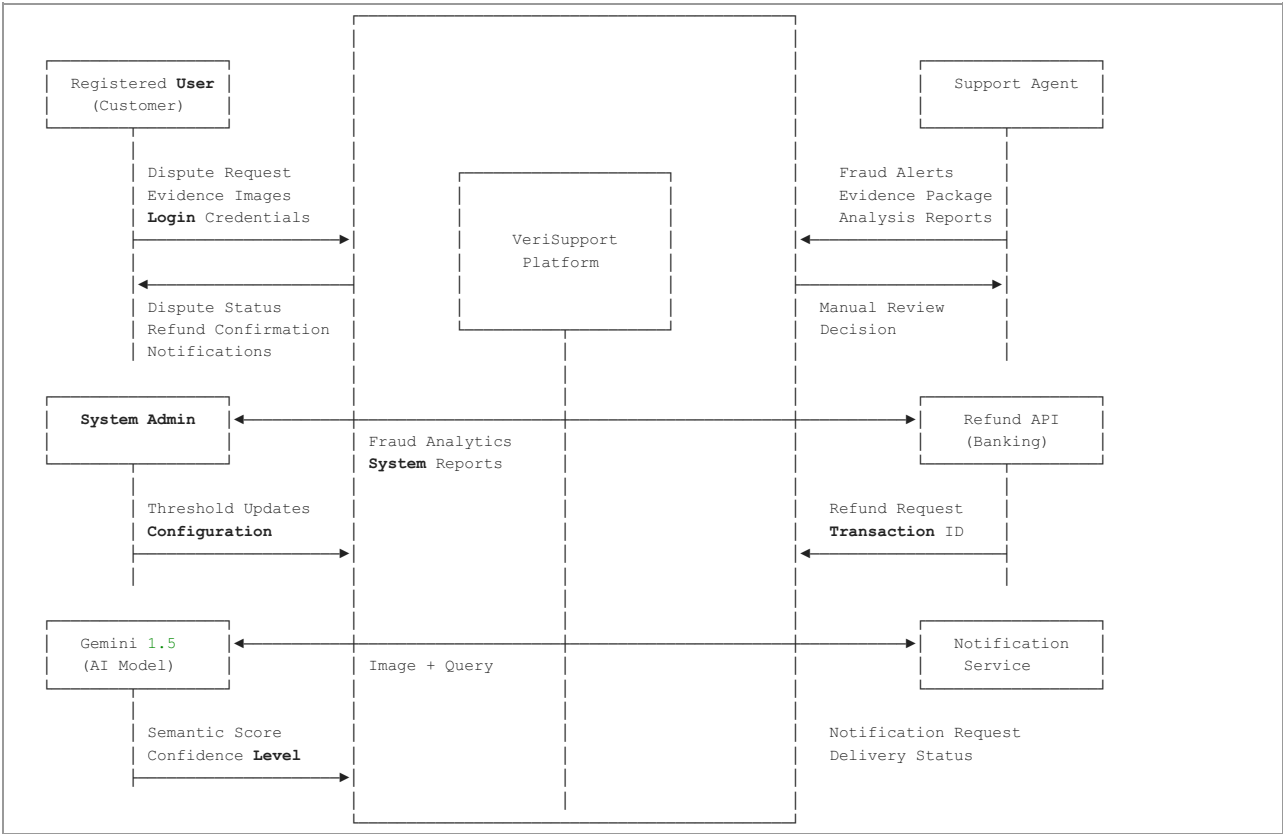 Registered User
(Customer)
Support Agent
Dispute Request
Evidence Images
Login Credentials
Fraud Alerts
Evidence Package
Analysis Reports
VeriSupport
Platform
Dispute Status
Refund Confirmation
Notifications
Manual Review
Decision
System Admin
Refund API
(Banking)
Fraud Analytics
System Reports
Threshold Updates
Configuration
Refund Request
Transaction ID
Gemini 1.5
(AI Model)
Notification
Service
Image + Query
Semantic Score
Confidence Level
Notification Request
Delivery Status